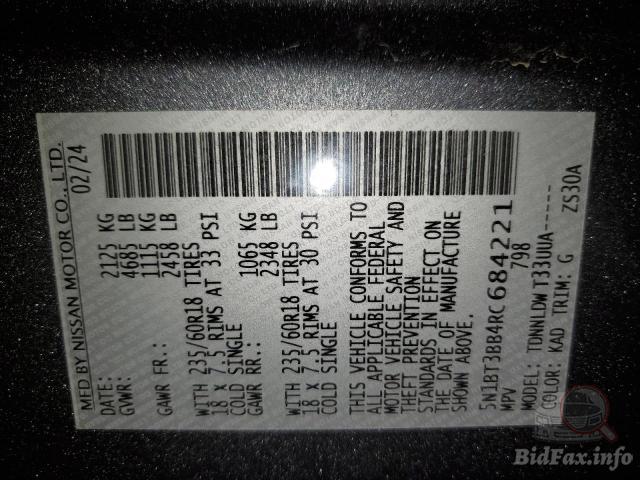 MFD BY NISSAN MOTOR CO., LTD.
DATE: 02/24
GVWR: 2125 KG
4685 LB
GAWR FR.: 1115 KG
2458 LB
WITH 235/60R18 TIRES
18 X 7.5 RIMS AT 33 PSI
COLD SINGLE
GAWR RR.: 1065 KG
2348 LB
WITH 235/60R18 TIRES
18 X 7.5 RIMS AT 30 PSI
COLD SINGLE
THIS VEHICLE CONFORMS TO
ALL APPLICABLE FEDERAL
MOTOR VEHICLE SAFETY AND
THEFT PREVENTION
STANDARDS IN EFFECT ON
THE DATE OF MANUFACTURE
SHOWN ABOVE.
5N1BT3BB4RC684221
MPV 798
MODEL: TDNNLDW T33UUA-----
COLOR: KAD TRIM: G ZS30A
BidFax.info